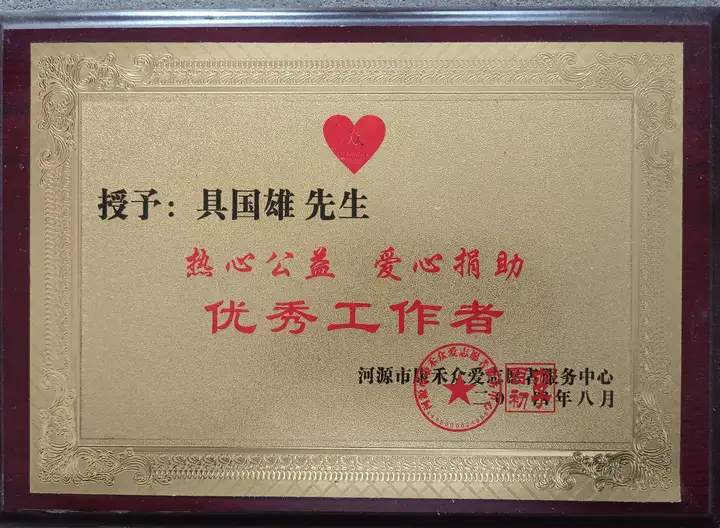 众
授予：具国雄 先生
热心公益 爱心捐助
优秀工作者
河源市康禾众爱志愿者服务中心
二0 年八月